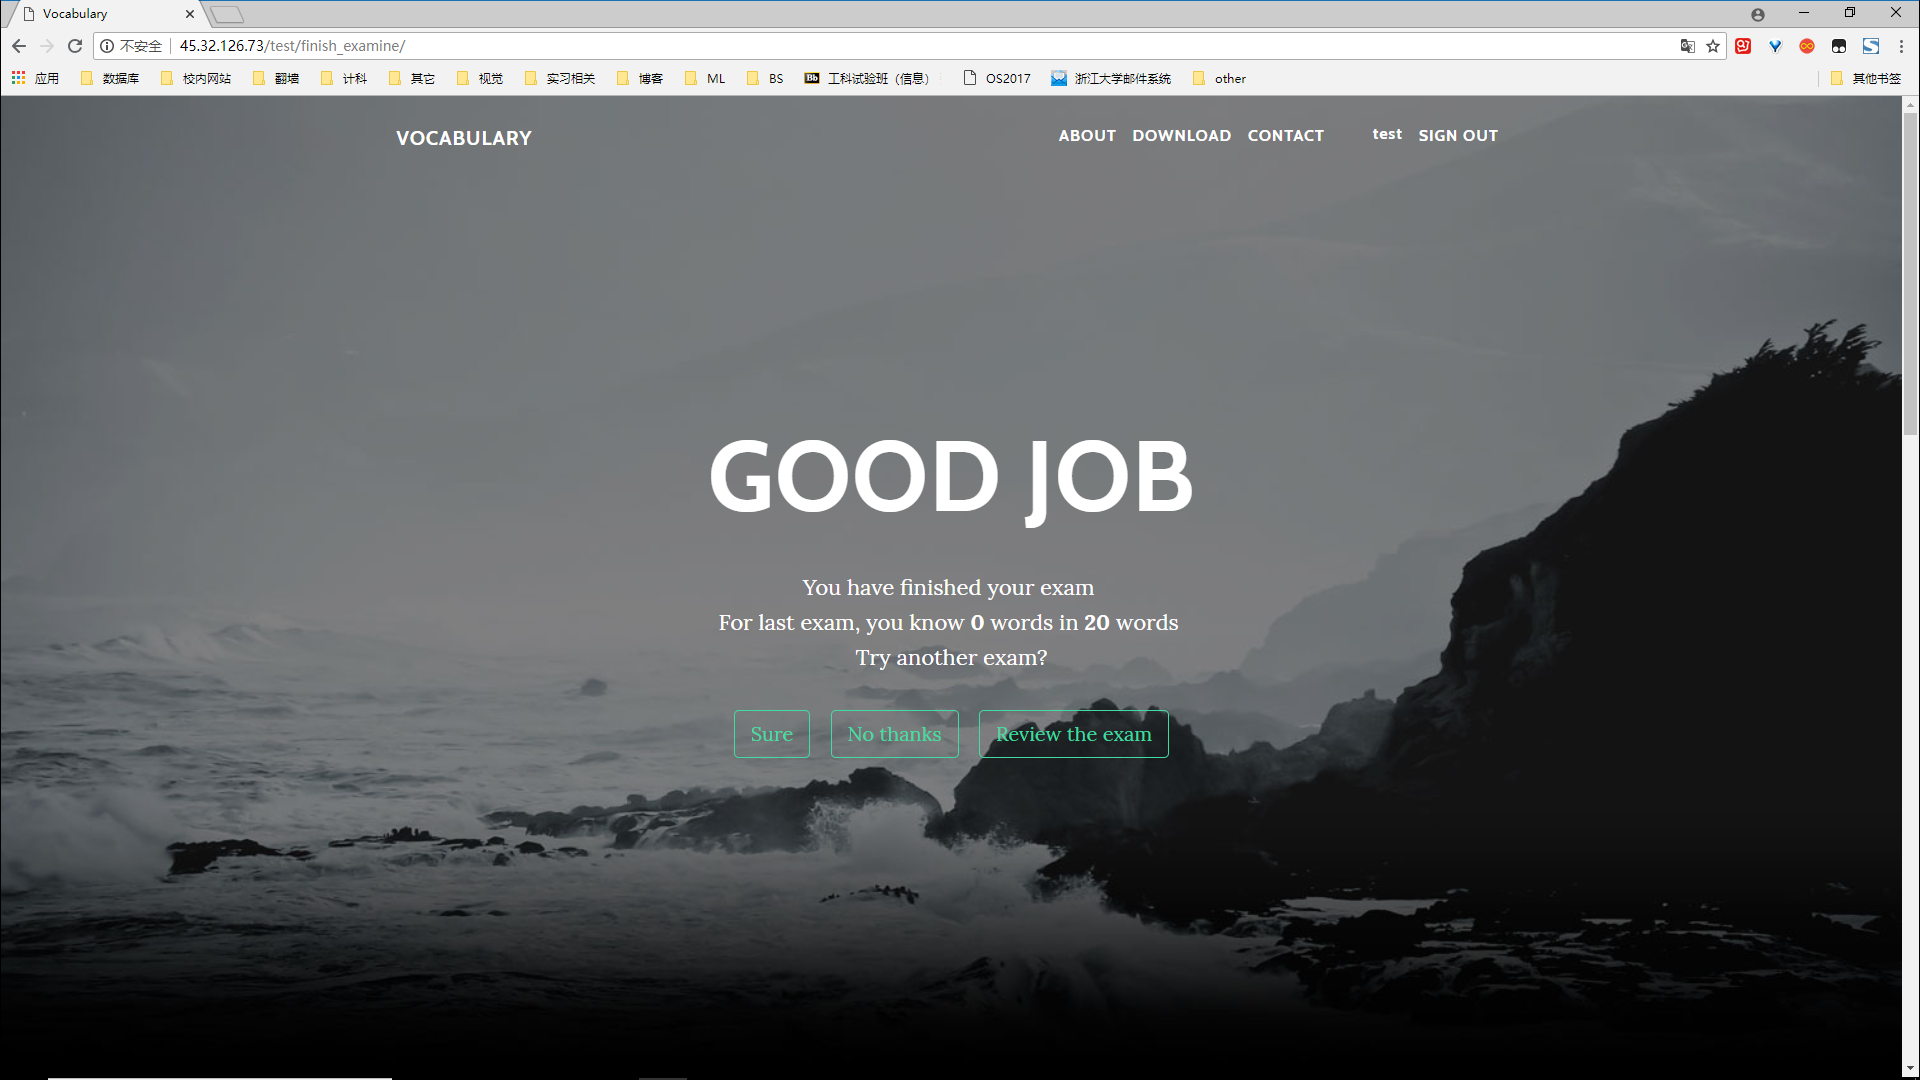 Vocabulary
不安全 45.32.126.73/test/finish_examine/
应用 数据库 校内网站 翻墙 计科 其它 视觉 实习相关 博客 ML BS Bb 工科试验班（信息） OS2017 浙江大学邮件系统 other 其他书签
VOCABULARY ABOUT DOWNLOAD CONTACT test SIGN OUT
GOOD JOB
You have finished your exam
For last exam, you know 0 words in 20 words
Try another exam?
Sure No thanks Review the exam